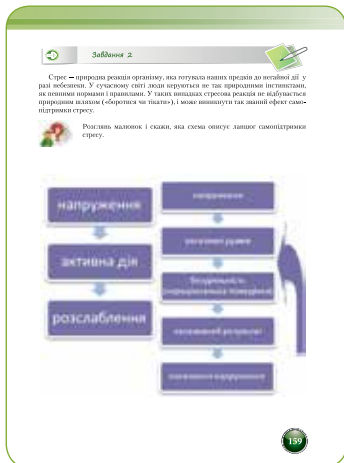 Завдання 2
Стрес – природна реакція організму, яка готувала наших предків до негайної дії у
разі небезпеки. У сучасному світі люди керуються не так природними інстинктами,
як певними нормами і правилами. У таких випадках стресова реакція не відбувається
природним шляхом («боротися чи тікати»), і може виникнути так званий ефект само-
підтримки стресу.
Розглянь малюнок і скажи, яка схема описує ланцюг самопідтримки
стресу.
напруження
активна дія
розслаблення
напруження
негативні думки
бездіяльність
негативний результат
159